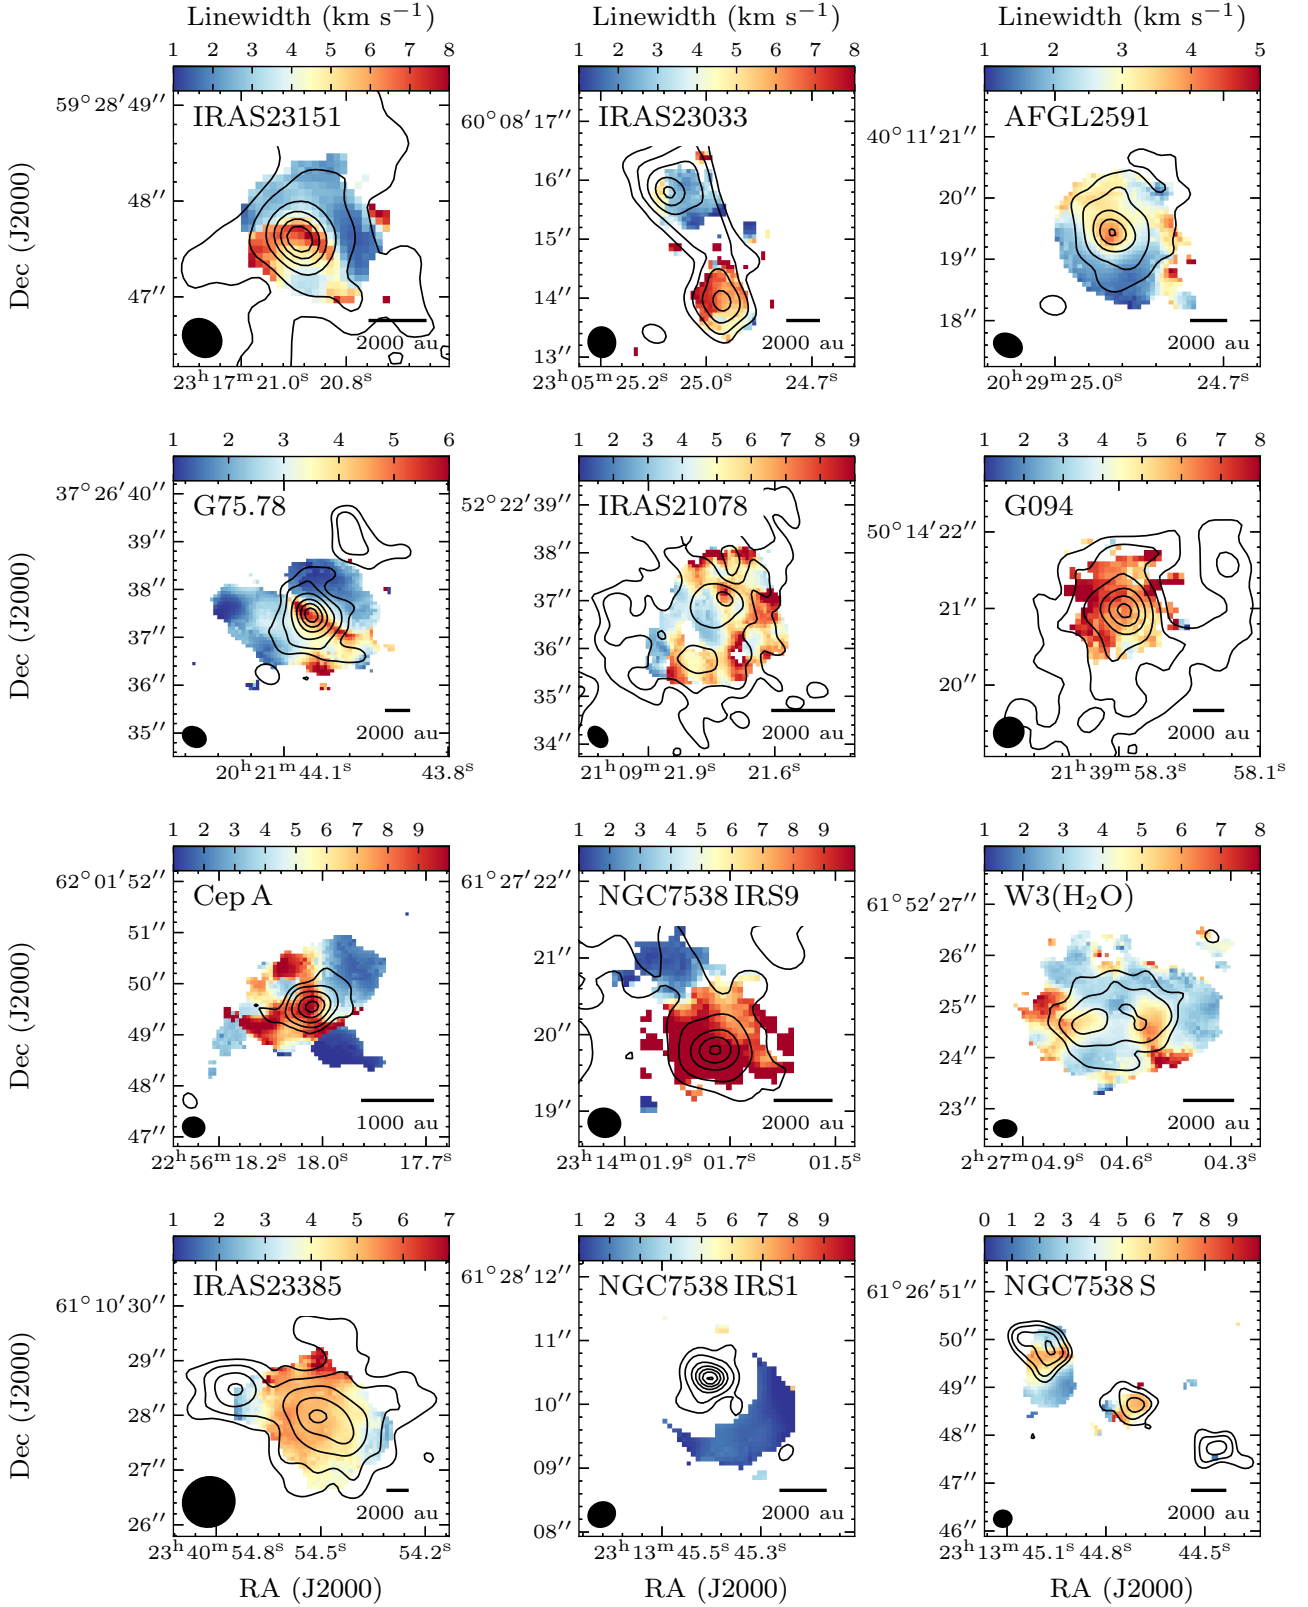 Linewidth (km s⁻¹) Linewidth (km s⁻¹) Linewidth (km s⁻¹)
1 2 3 4 5 6 7 8 1 2 3 4 5 6 7 8 1 2 3 4 5
IRAS23151 IRAS23033 AFGL2591
59°28′49″ 48″ 47″
60°08′17″ 16″ 15″ 14″ 13″
40°11′21″ 20″ 19″ 18″
Dec (J2000)
2000 au 2000 au 2000 au
23ʰ17ᵐ21.0ˢ 20.8ˢ 23ʰ05ᵐ25.2ˢ 25.0ˢ 24.7ˢ 20ʰ29ᵐ25.0ˢ 24.7ˢ
1 2 3 4 5 6 1 2 3 4 5 6 7 8 9 1 2 3 4 5 6 7 8
G75.78 IRAS21078 G094
37°26′40″ 39″ 38″ 37″ 36″ 35″
52°22′39″ 38″ 37″ 36″ 35″ 34″
50°14′22″ 21″ 20″
Dec (J2000)
2000 au 2000 au 2000 au
20ʰ21ᵐ44.1ˢ 43.8ˢ 21ʰ09ᵐ21.9ˢ 21.6ˢ 21ʰ39ᵐ58.3ˢ 58.1ˢ
1 2 3 4 5 6 7 8 9 1 2 3 4 5 6 7 8 9 1 2 3 4 5 6 7 8
Cep A NGC7538 IRS9 W3(H₂O)
62°01′52″ 51″ 50″ 49″ 48″ 47″
61°27′22″ 21″ 20″ 19″
61°52′27″ 26″ 25″ 24″ 23″
Dec (J2000)
1000 au 2000 au 2000 au
22ʰ56ᵐ18.2ˢ 18.0ˢ 17.7ˢ 23ʰ14ᵐ01.9ˢ 01.7ˢ 01.5ˢ 2ʰ27ᵐ04.9ˢ 04.6ˢ 04.3ˢ
1 2 3 4 5 6 7 1 2 3 4 5 6 7 8 9 0 1 2 3 4 5 6 7 8 9
IRAS23385 NGC7538 IRS1 NGC7538 S
61°10′30″ 29″ 28″ 27″ 26″
61°28′12″ 11″ 10″ 09″ 08″
61°26′51″ 50″ 49″ 48″ 47″ 46″
Dec (J2000)
2000 au 2000 au 2000 au
23ʰ40ᵐ54.8ˢ 54.5ˢ 54.2ˢ 23ʰ13ᵐ45.5ˢ 45.3ˢ 23ʰ13ᵐ45.1ˢ 44.8ˢ 44.5ˢ
RA (J2000) RA (J2000) RA (J2000)